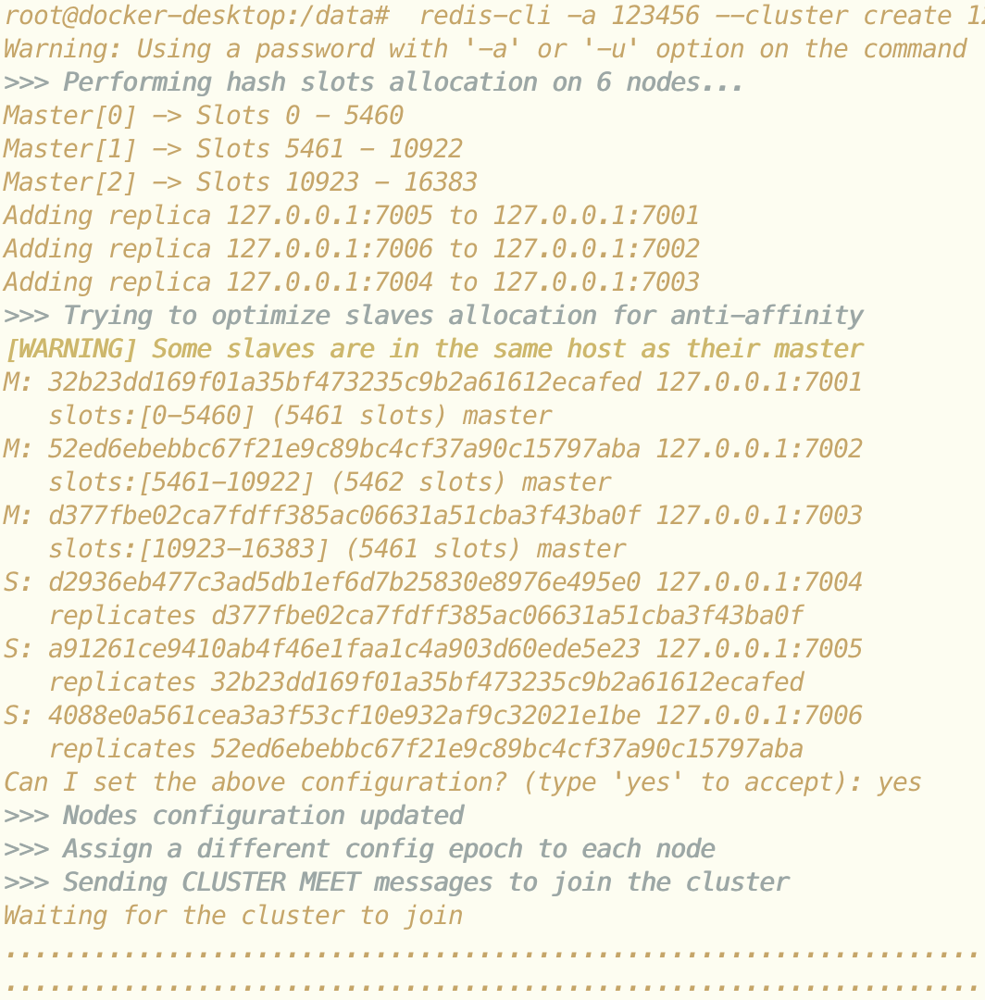 root@docker-desktop:/data#  redis-cli -a 123456 --cluster create 12
Warning: Using a password with '-a' or '-u' option on the command
>>> Performing hash slots allocation on 6 nodes...
Master[0] -> Slots 0 - 5460
Master[1] -> Slots 5461 - 10922
Master[2] -> Slots 10923 - 16383
Adding replica 127.0.0.1:7005 to 127.0.0.1:7001
Adding replica 127.0.0.1:7006 to 127.0.0.1:7002
Adding replica 127.0.0.1:7004 to 127.0.0.1:7003
>>> Trying to optimize slaves allocation for anti-affinity
[WARNING] Some slaves are in the same host as their master
M: 32b23dd169f01a35bf473235c9b2a61612ecafed 127.0.0.1:7001
   slots:[0-5460] (5461 slots) master
M: 52ed6ebebbc67f21e9c89bc4cf37a90c15797aba 127.0.0.1:7002
   slots:[5461-10922] (5462 slots) master
M: d377fbe02ca7fdff385ac06631a51cba3f43ba0f 127.0.0.1:7003
   slots:[10923-16383] (5461 slots) master
S: d2936eb477c3ad5db1ef6d7b25830e8976e495e0 127.0.0.1:7004
   replicates d377fbe02ca7fdff385ac06631a51cba3f43ba0f
S: a91261ce9410ab4f46e1faa1c4a903d60ede5e23 127.0.0.1:7005
   replicates 32b23dd169f01a35bf473235c9b2a61612ecafed
S: 4088e0a561cea3a3f53cf10e932af9c32021e1be 127.0.0.1:7006
   replicates 52ed6ebebbc67f21e9c89bc4cf37a90c15797aba
Can I set the above configuration? (type 'yes' to accept): yes
>>> Nodes configuration updated
>>> Assign a different config epoch to each node
>>> Sending CLUSTER MEET messages to join the cluster
Waiting for the cluster to join
..................................................................
..................................................................